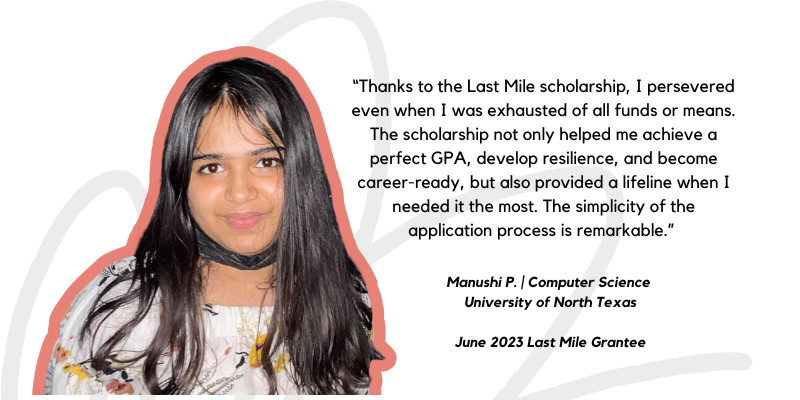 “Thanks to the Last Mile scholarship, I persevered
even when I was exhausted of all funds or means.
The scholarship not only helped me achieve a
perfect GPA, develop resilience, and become
career-ready, but also provided a lifeline when I
needed it the most. The simplicity of the
application process is remarkable.”
Manushi P. | Computer Science
University of North Texas
June 2023 Last Mile Grantee